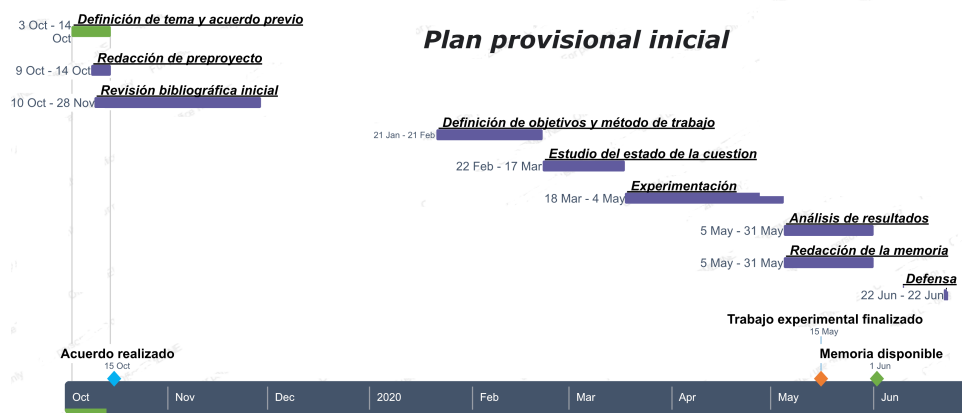 Plan provisional inicial
3 Oct - 14
Oct
Definición de tema y acuerdo previo
9 Oct - 14 Oct
Redacción de preproyecto
10 Oct - 28 Nov
Revisión bibliográfica inicial
21 Jan - 21 Feb
Definición de objetivos y método de trabajo
22 Feb - 17 Mar
Estudio del estado de la cuestion
18 Mar - 4 May
Experimentación
5 May - 31 May
Análisis de resultados
5 May - 31 May
Redacción de la memoria
22 Jun - 22 Jun
Defensa
Trabajo experimental finalizado
15 May
Acuerdo realizado
15 Oct
Memoria disponible
1 Jun
Oct Nov Dec 2020 Feb Mar Apr May Jun